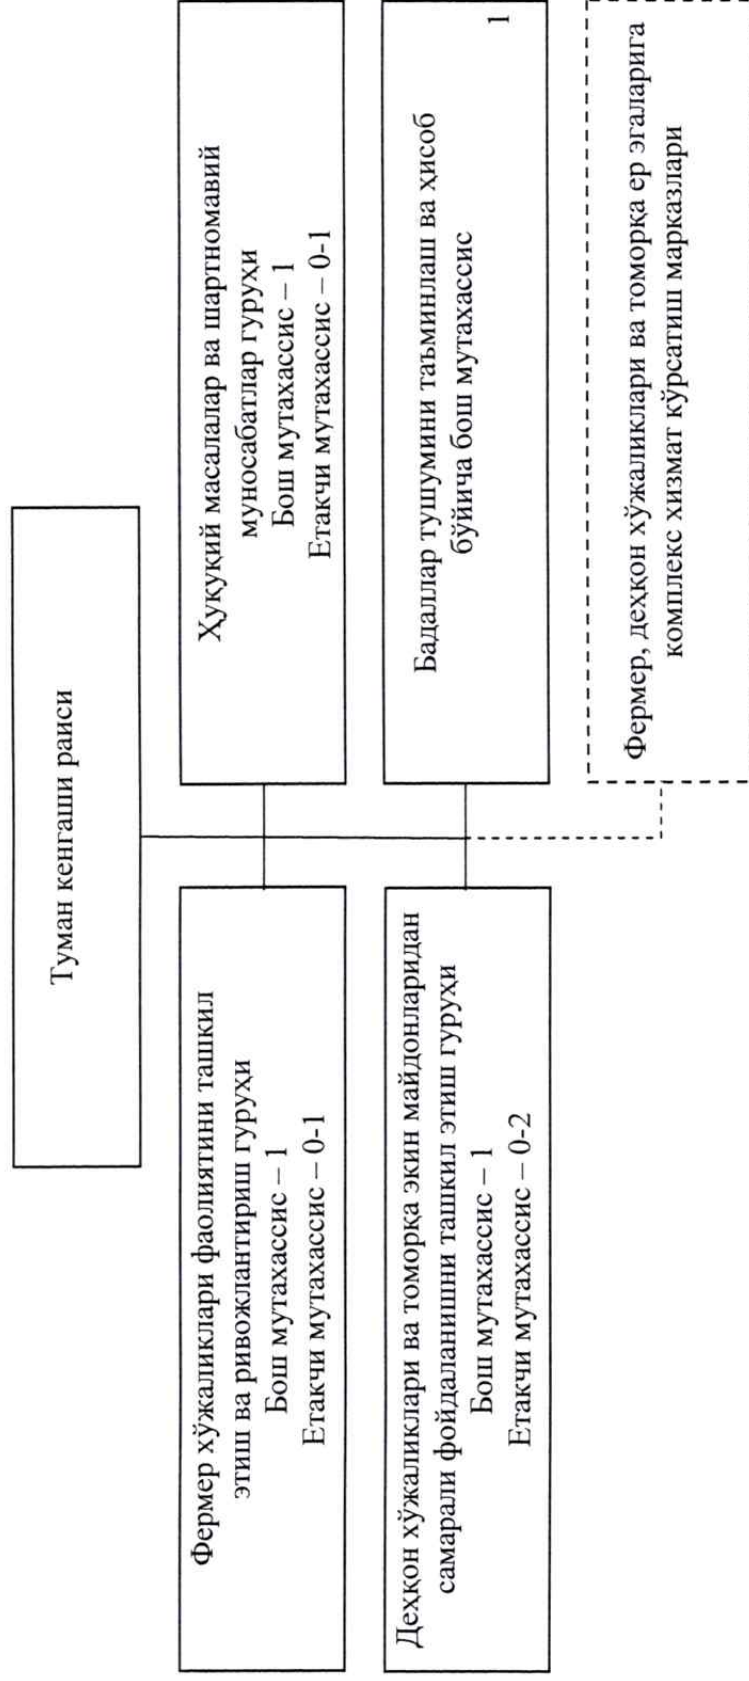 Туман кенгаши раиси
Фермер хўжаликлари фаолиятини ташкил
этиш ва ривожлантириш гуруҳи
Бош мутахассис – 1
Етакчи мутахассис – 0-1
Ҳуқуқий масалалар ва шартномавий
муносабатлар гуруҳи
Бош мутахассис – 1
Етакчи мутахассис – 0-1
Деҳқон хўжаликлари ва томорқа экин майдонларидан
самарали фойдаланишни ташкил этиш гуруҳи
Бош мутахассис – 1
Етакчи мутахассис – 0-2
Бадаллар тушумини таъминлаш ва ҳисоб
бўйича бош мутахассис
1
Фермер, деҳқон хўжаликлари ва томорқа ер эгаларига
комплекс хизмат кўрсатиш марказлари